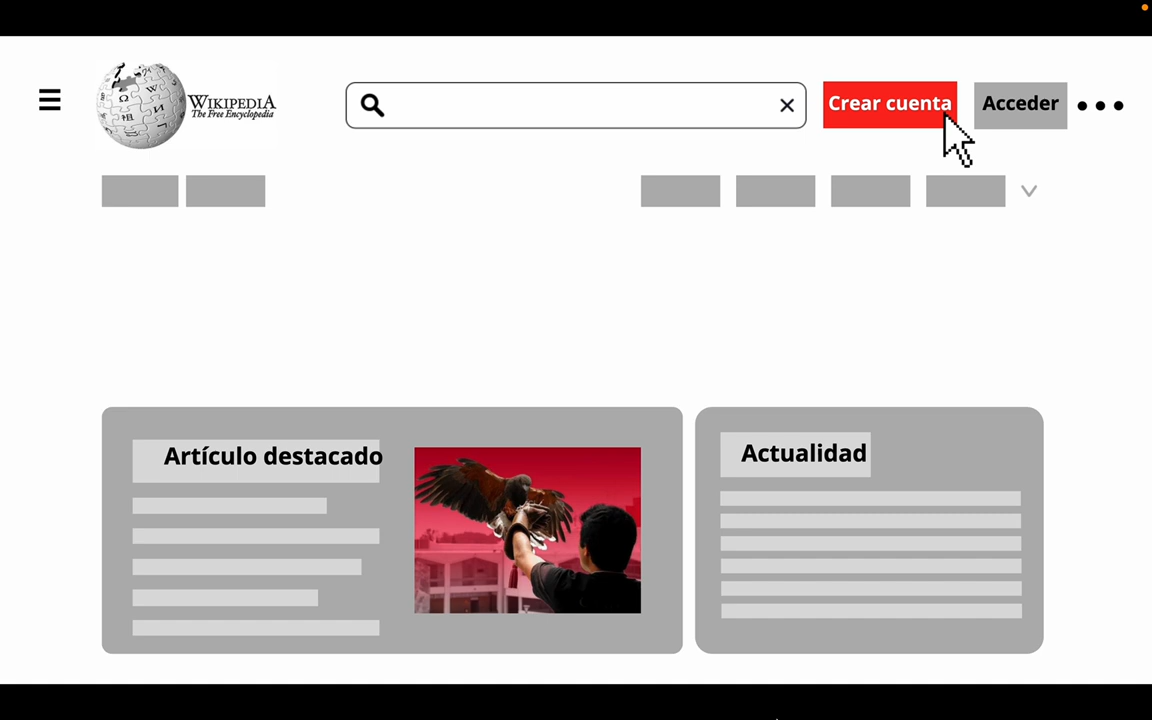 WIKIPEDIA
The Free Encyclopedia
Crear cuenta
Acceder
Artículo destacado
Actualidad